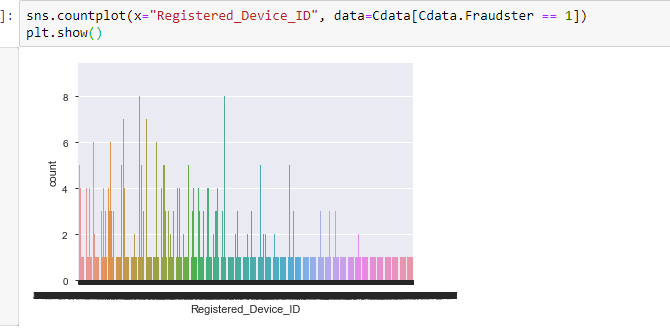 ]: sns.countplot(x="Registered_Device_ID", data=Cdata[Cdata.Fraudster == 1])
plt.show()
8
6
4
2
0
count
Registered_Device_ID